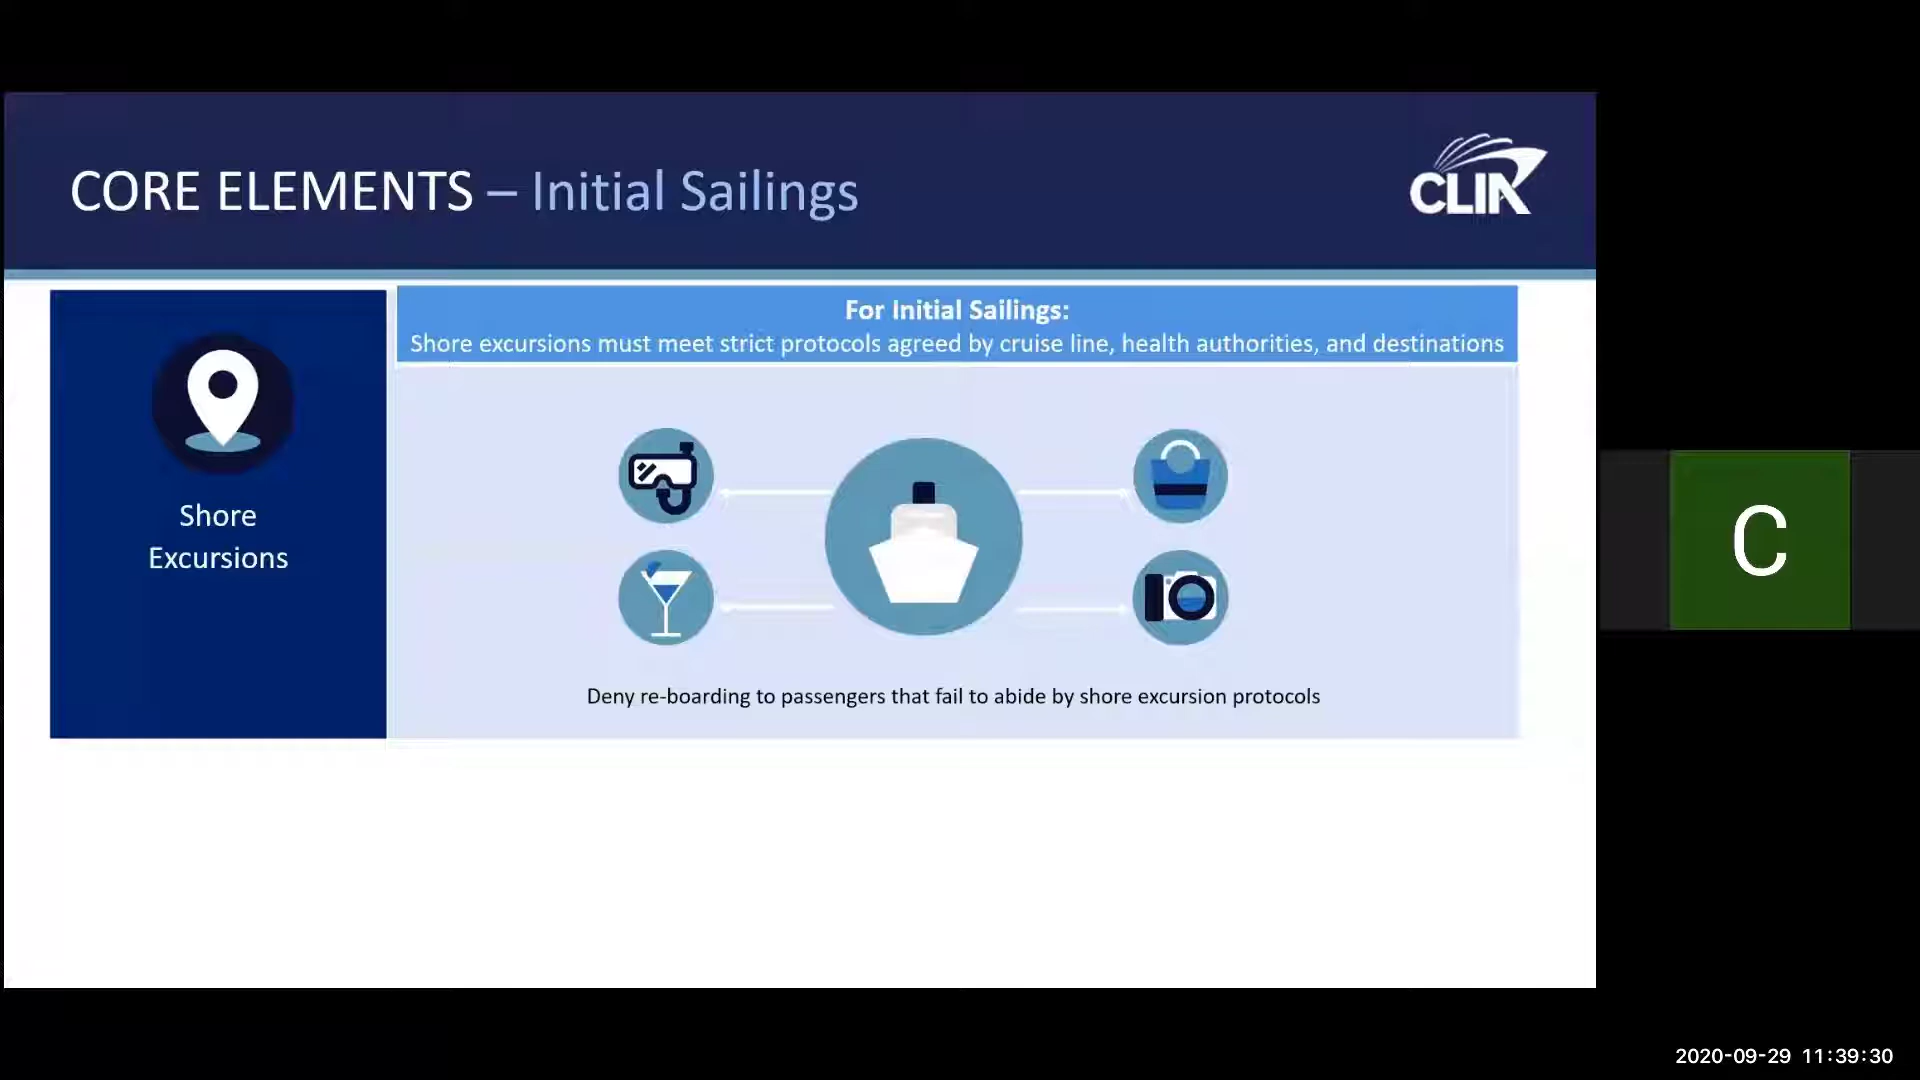 CORE ELEMENTS – Initial Sailings
CLIA
For Initial Sailings:
Shore excursions must meet strict protocols agreed by cruise line, health authorities, and destinations
Shore
Excursions
Deny re-boarding to passengers that fail to abide by shore excursion protocols
C
2020-09-29 11:39:30